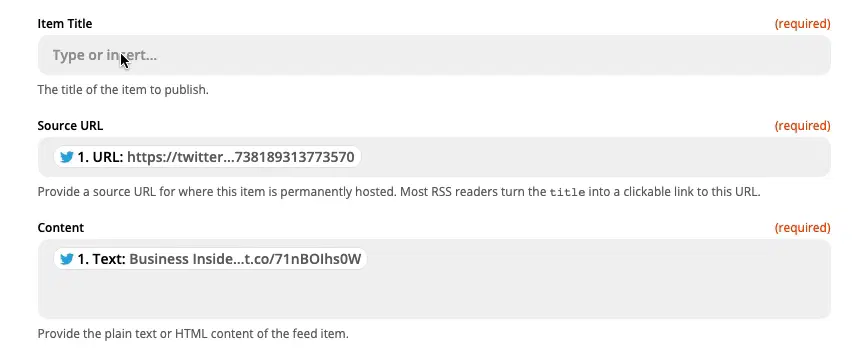 Item Title (required)
Type or insert...
The title of the item to publish.
Source URL (required)
1. URL: https://twitter...738189313773570
Provide a source URL for where this item is permanently hosted. Most RSS readers turn the title into a clickable link to this URL.
Content (required)
1. Text: Business Inside...t.co/71nBOIhs0W
Provide the plain text or HTML content of the feed item.